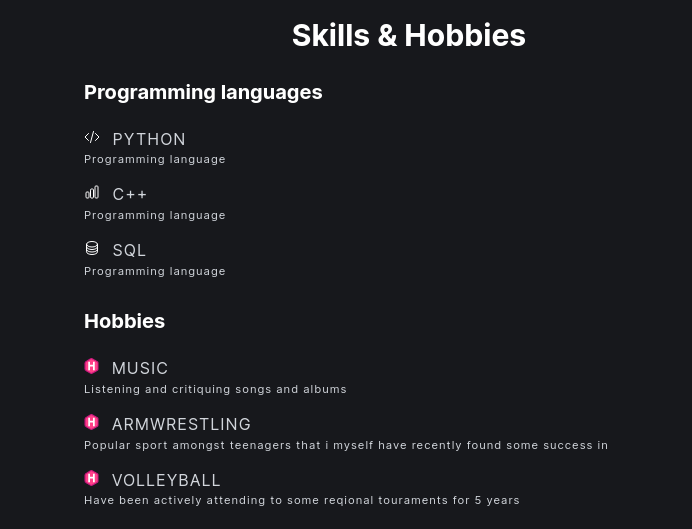 Skills & Hobbies
Programming languages
PYTHON
Programming language
C++
Programming language
SQL
Programming language
Hobbies
MUSIC
Listening and critiquing songs and albums
ARMWRESTLING
Popular sport amongst teenagers that i myself have recently found some success in
VOLLEYBALL
Have been actively attending to some reqional touraments for 5 years